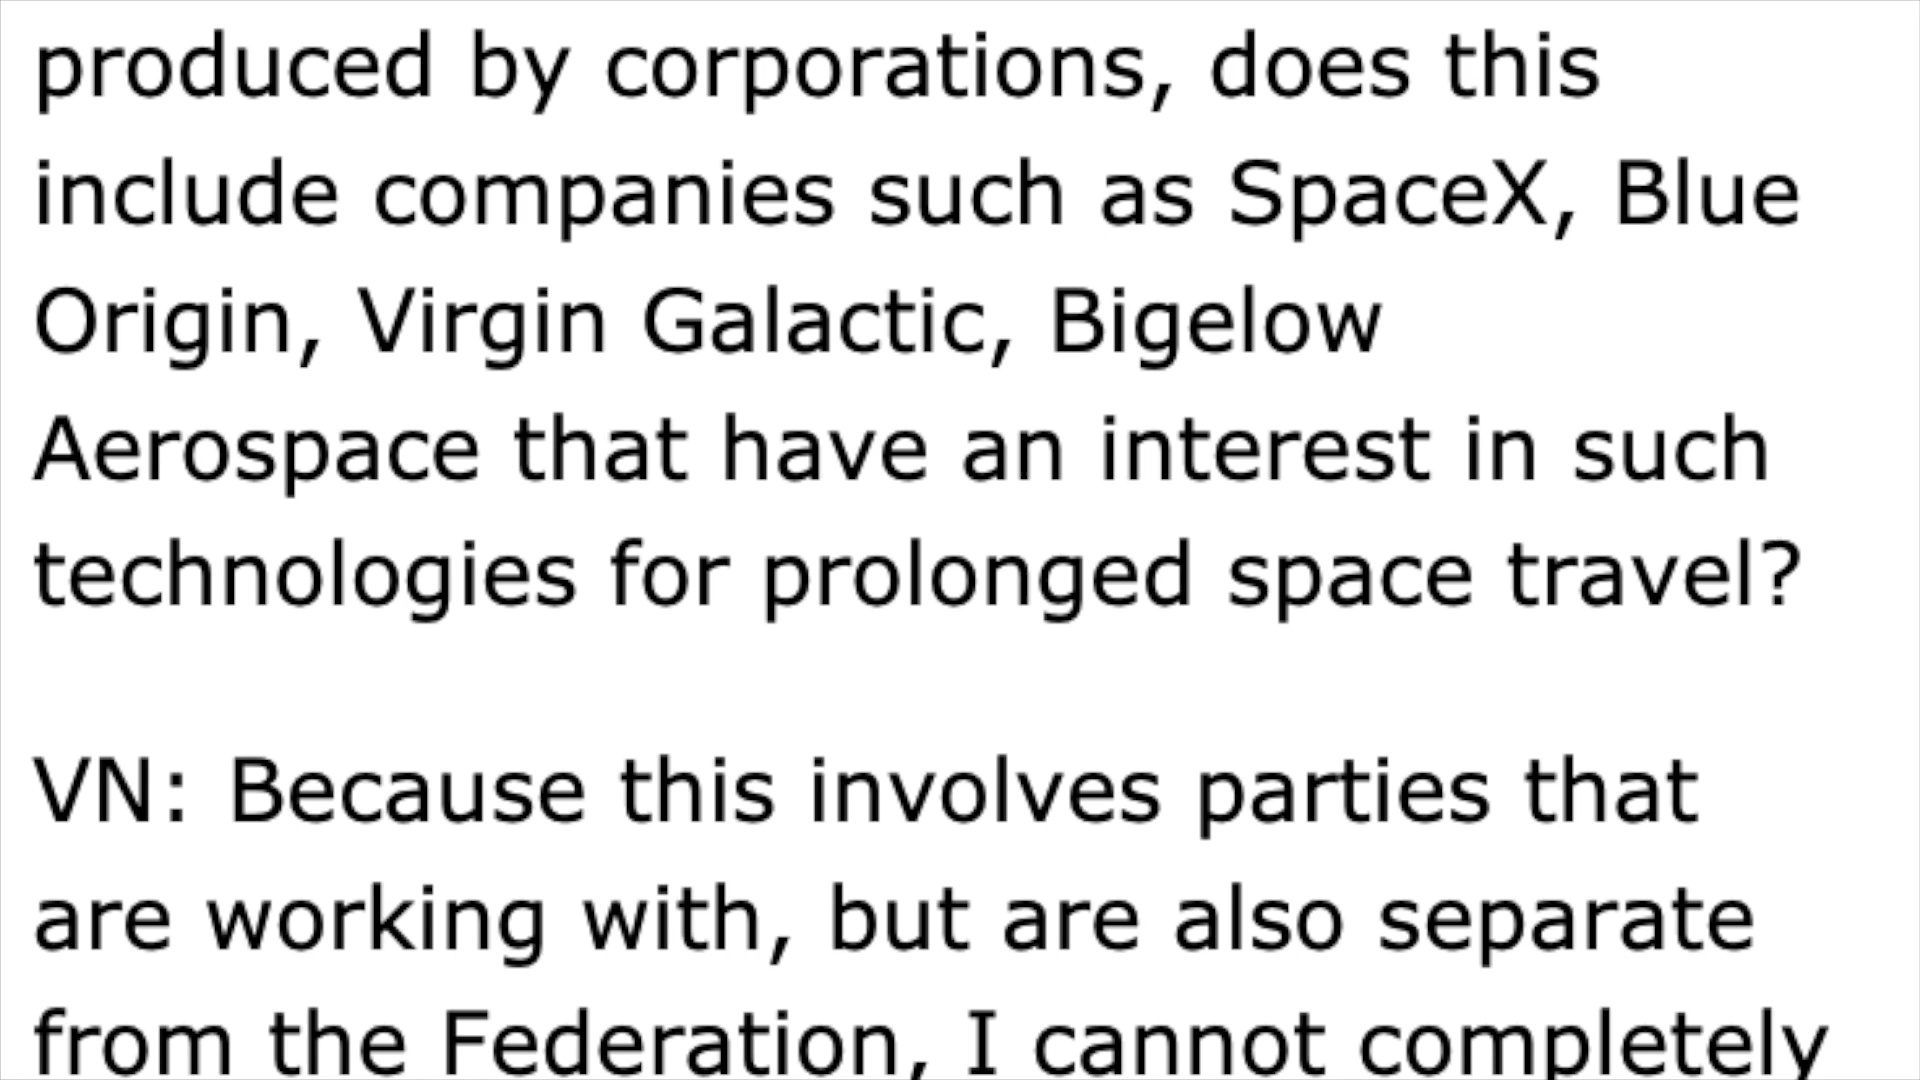 produced by corporations, does this
include companies such as SpaceX, Blue
Origin, Virgin Galactic, Bigelow
Aerospace that have an interest in such
technologies for prolonged space travel?
VN: Because this involves parties that
are working with, but are also separate
from the Federation, I cannot completely